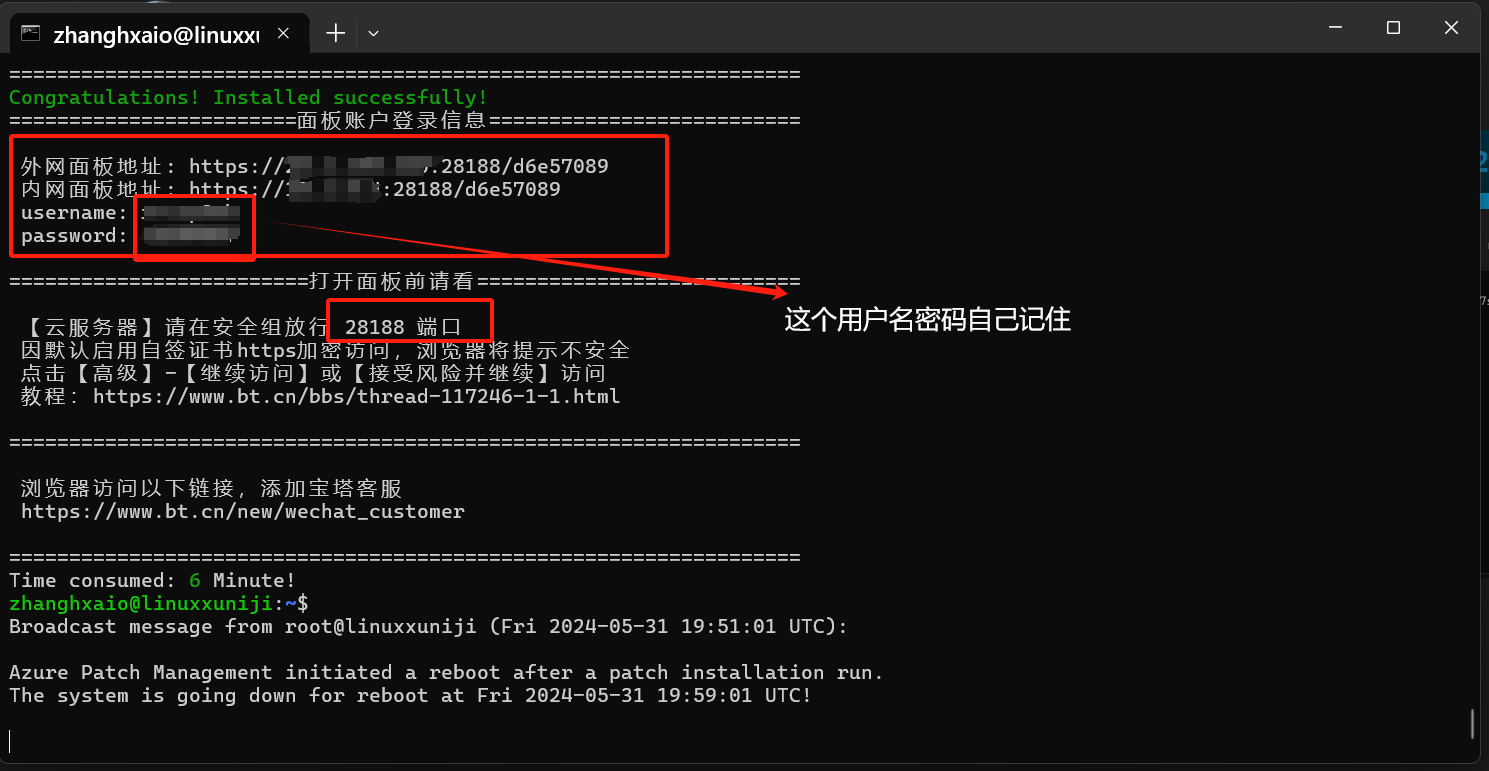 zhanghxaio@linuxxu
==================================================================
Congratulations! Installed successfully!
========================面板账户登录信息==========================
外网面板地址: https://28188/d6e57089
内网面板地址: https://:28188/d6e57089
username:
password:
=========================打开面板前请看===========================
【云服务器】请在安全组放行 28188 端口
因默认启用自签证书https加密访问，浏览器将提示不安全
点击【高级】-【继续访问】或【接受风险并继续】访问
教程: https://www.bt.cn/bbs/thread-117246-1-1.html
这个用户名密码自己记住
==================================================================
浏览器访问以下链接，添加宝塔客服
https://www.bt.cn/new/wechat_customer
==================================================================
Time consumed: 6 Minute!
zhanghxaio@linuxxuniji:~$
Broadcast message from root@linuxxuniji (Fri 2024-05-31 19:51:01 UTC):
Azure Patch Management initiated a reboot after a patch installation run.
The system is going down for reboot at Fri 2024-05-31 19:59:01 UTC!